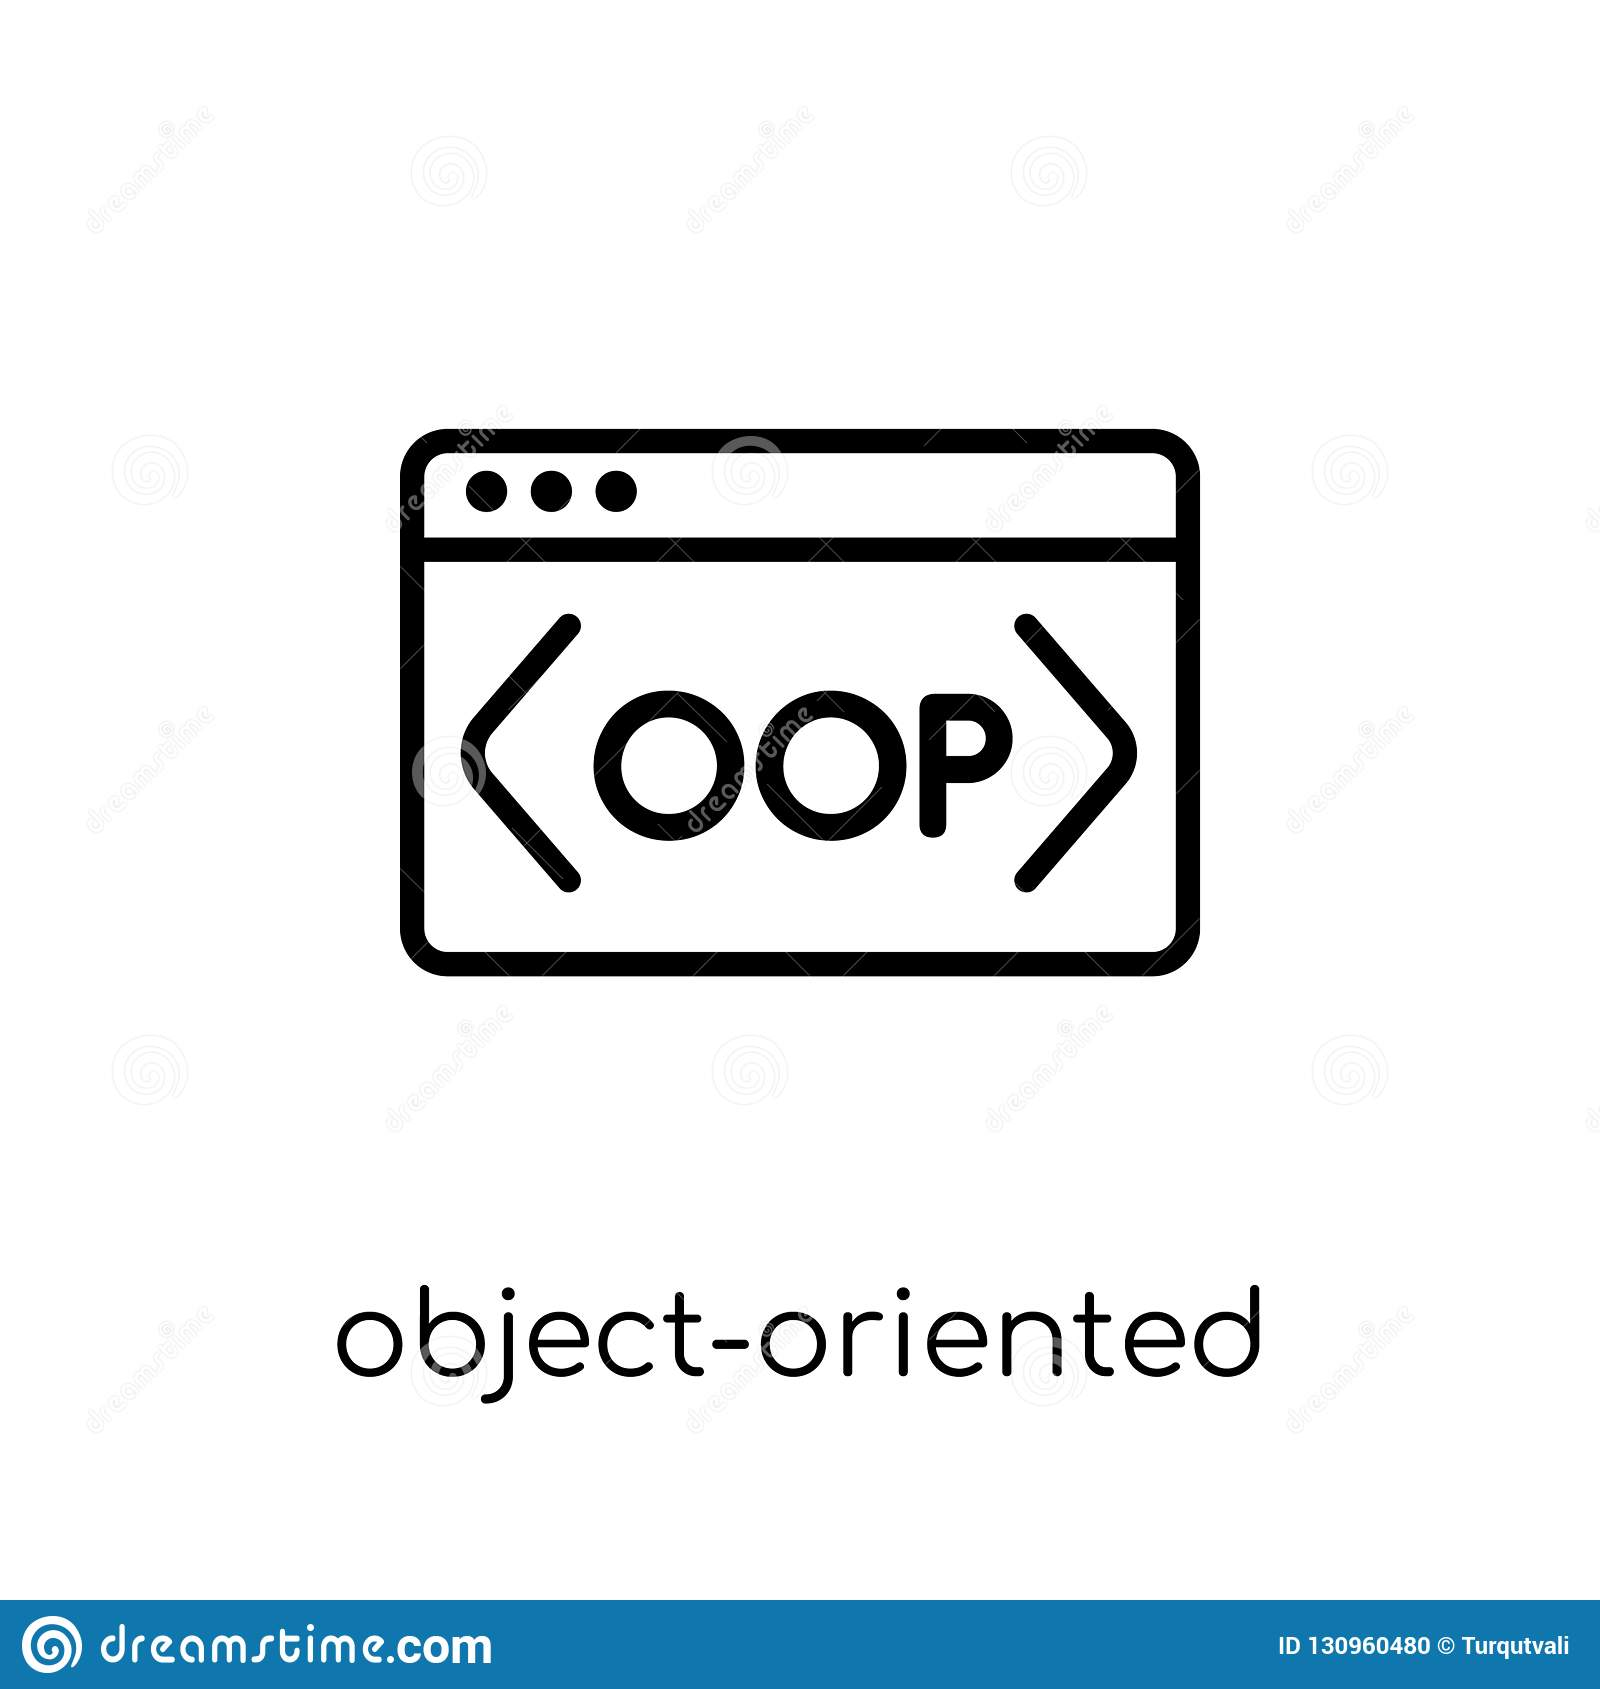 <OOP>
object-oriented
dreamstime.com
ID 130960480 © Turqutvali